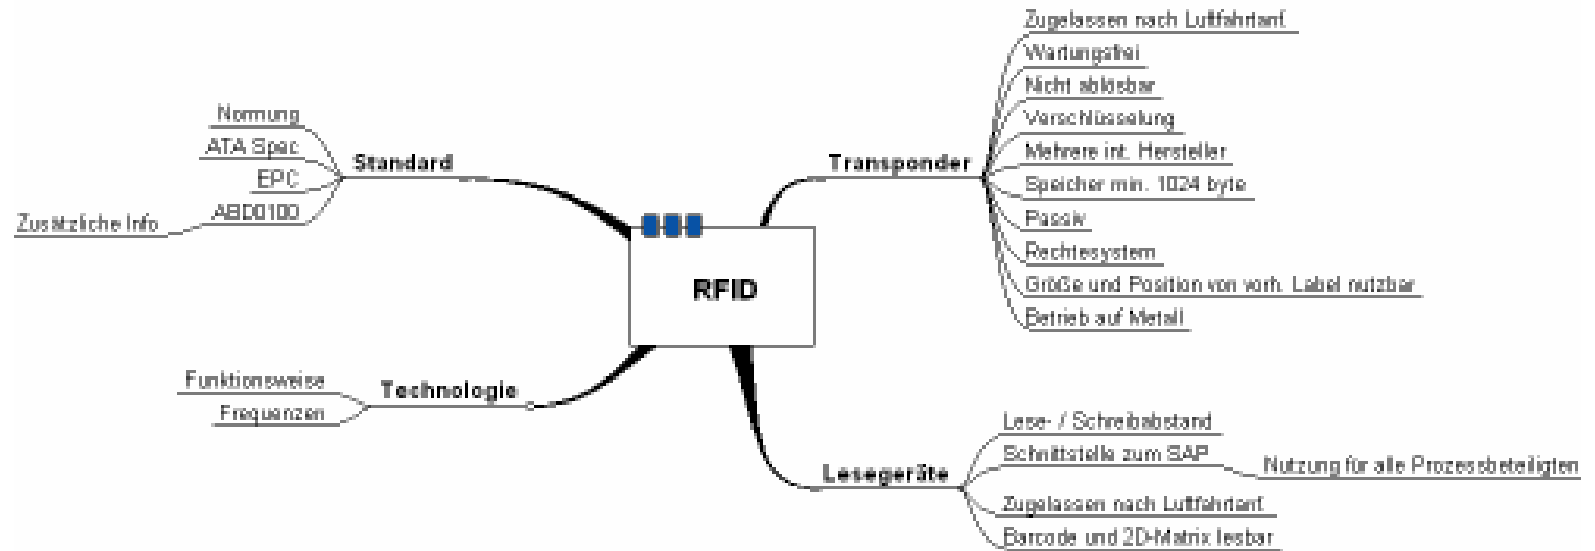 RFID
Standard
Normung
ATA Spec
EPC
ABD0100
Zusätzliche Info
Technologie
Funktionsweise
Frequenzen
Transponder
Zugelassen nach Luftfahrtanf.
Wartungsfrei
Nicht ablösbar
Verschlüsselung
Mehrere int. Hersteller
Speicher min. 1024 byte
Passiv
Rechtesystem
Größe und Position von vorh. Label nutzbar
Betrieb auf Metall
Lesegeräte
Lese- / Schreibabstand
Schnittstelle zum SAP
Nutzung für alle Prozessbeteiligten
Zugelassen nach Luftfahrtanf.
Barcode und 2D-Matrix lesbar